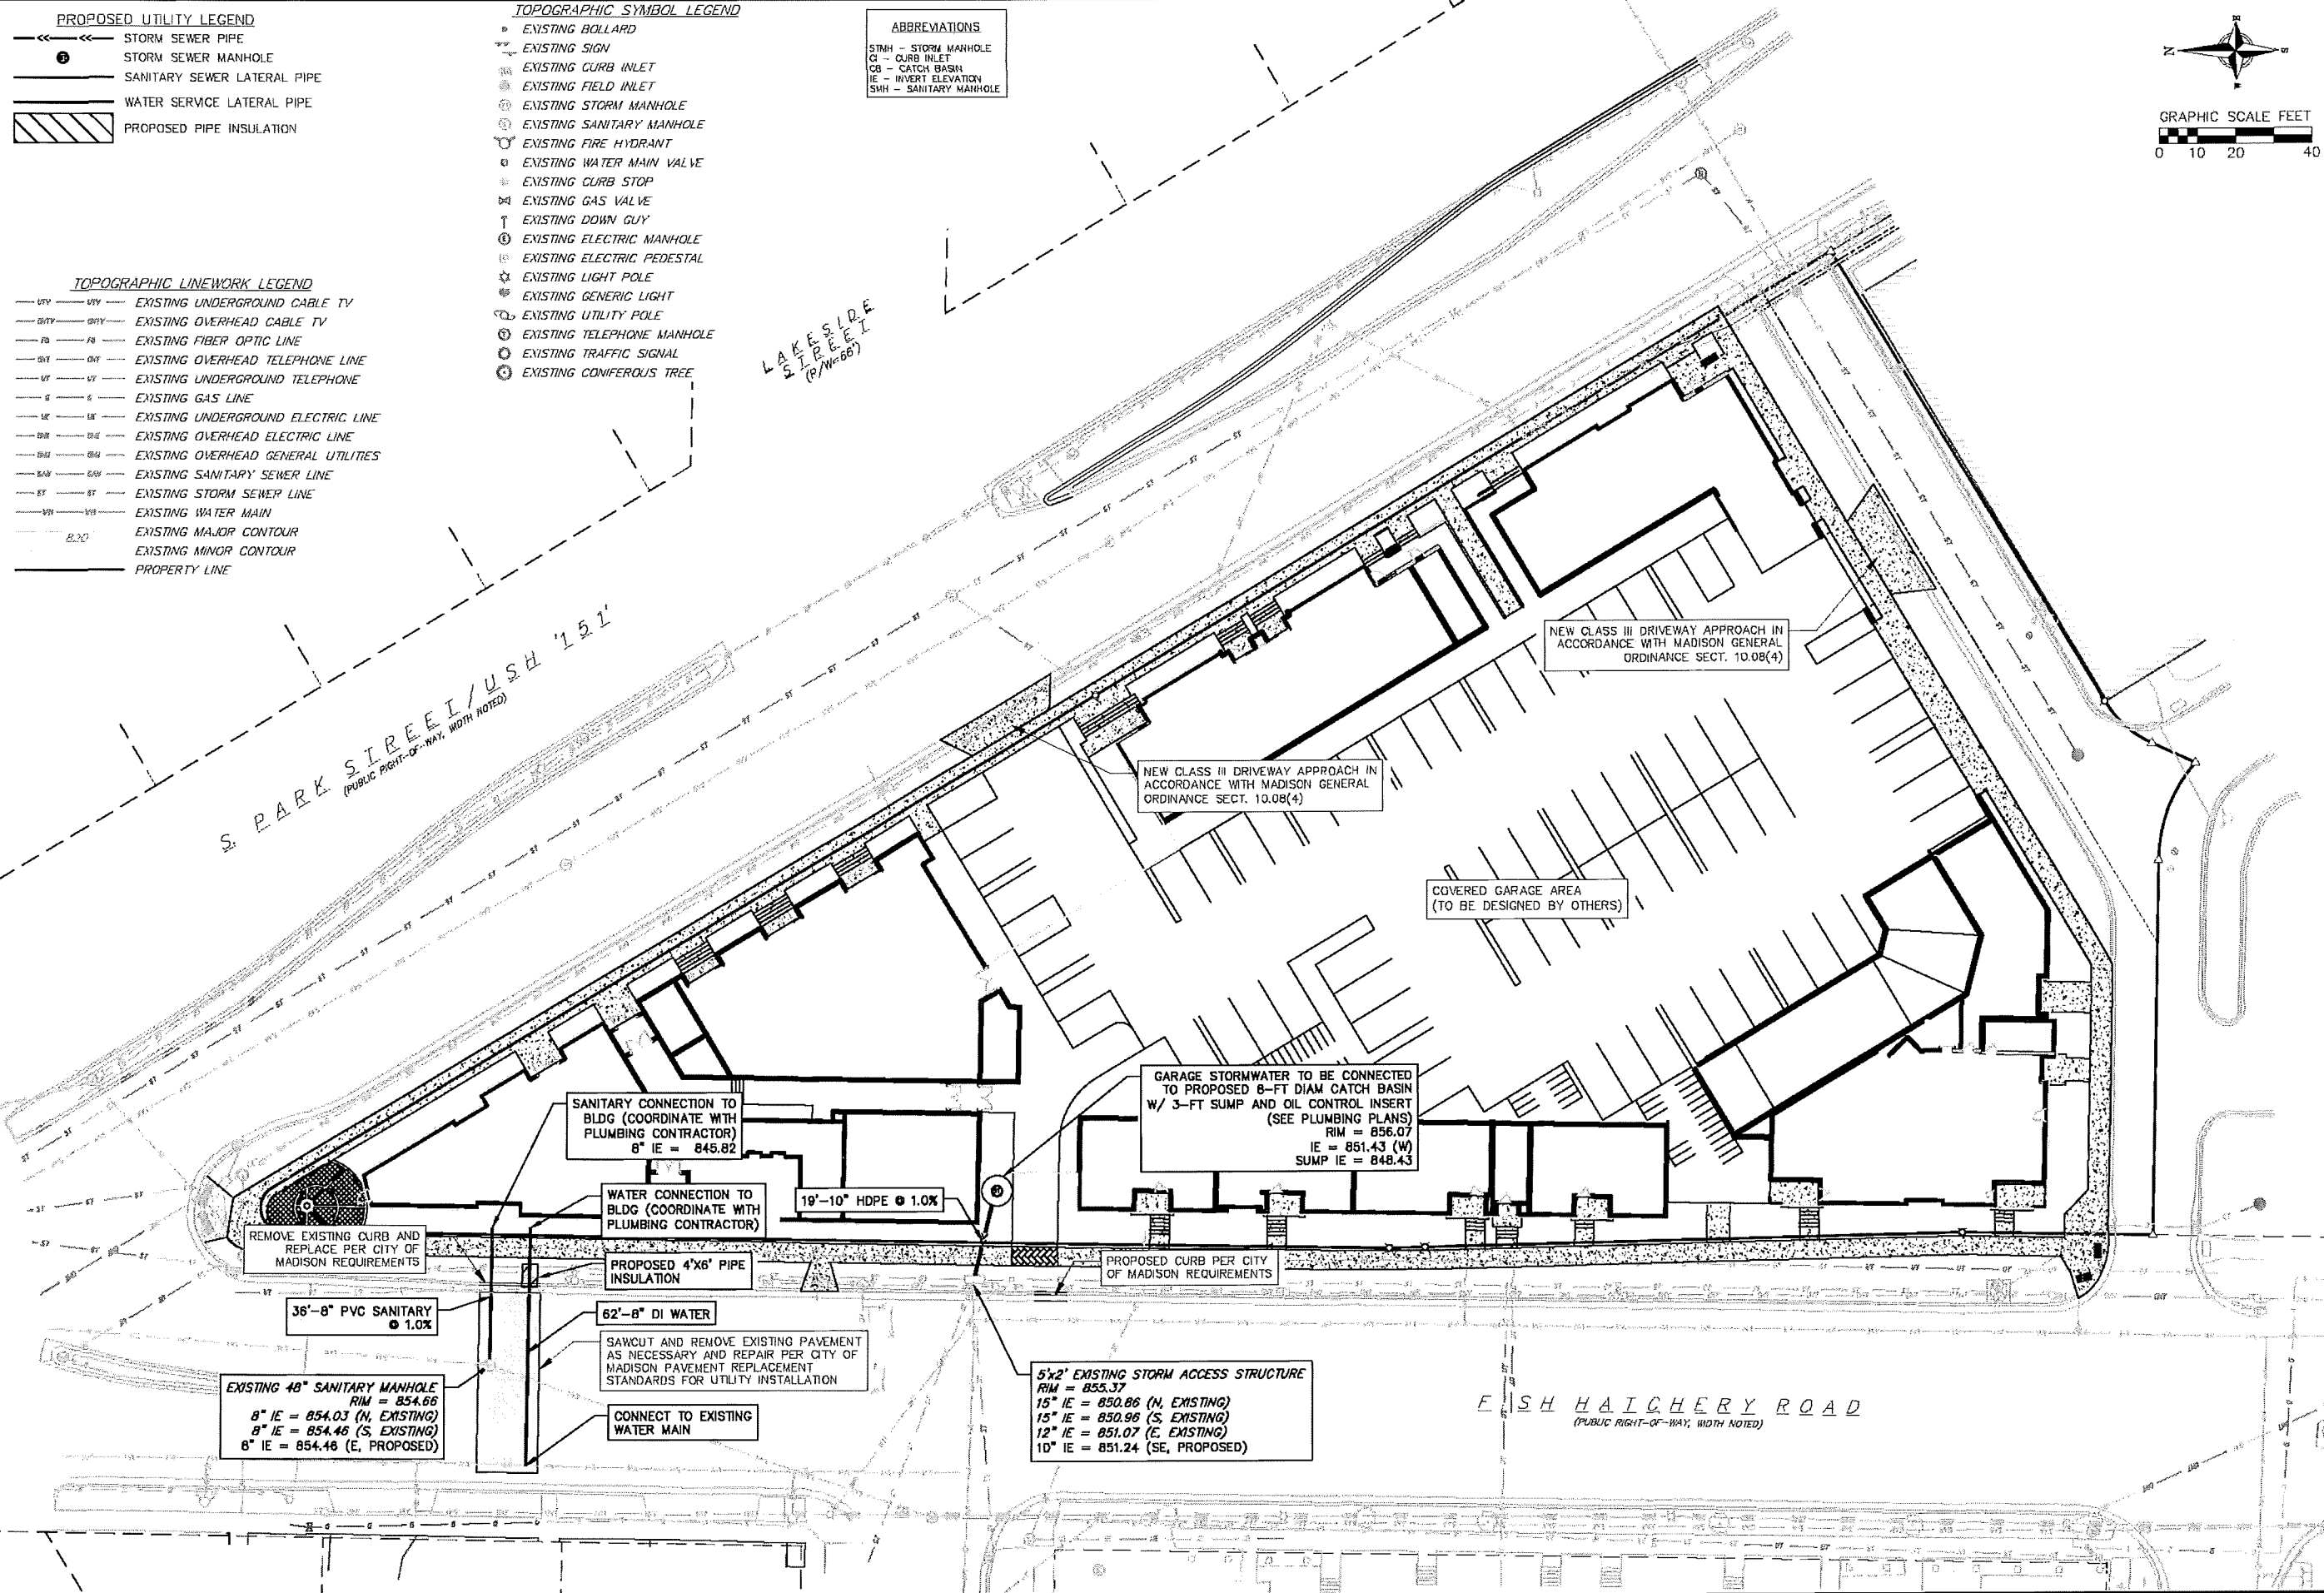 PROPOSED UTILITY LEGEND
STORM SEWER PIPE
STORM SEWER MANHOLE
SANITARY SEWER LATERAL PIPE
WATER SERVICE LATERAL PIPE
PROPOSED PIPE INSULATION
TOPOGRAPHIC SYMBOL LEGEND
EXISTING BOLLARD
EXISTING SIGN
EXISTING CURB INLET
EXISTING FIELD INLET
EXISTING STORM MANHOLE
EXISTING SANITARY MANHOLE
EXISTING FIRE HYDRANT
EXISTING WATER MAIN VALVE
EXISTING CURB STOP
EXISTING GAS VALVE
EXISTING DOWN GUY
EXISTING ELECTRIC MANHOLE
EXISTING ELECTRIC PEDESTAL
EXISTING LIGHT POLE
EXISTING GENERIC LIGHT
EXISTING UTILITY POLE
EXISTING TELEPHONE MANHOLE
EXISTING TRAFFIC SIGNAL
EXISTING CONIFEROUS TREE
ABBREVIATIONS
STMH - STORM MANHOLE
CI - CURB INLET
CB - CATCH BASIN
IE - INVERT ELEVATION
SMH - SANITARY MANHOLE
N
GRAPHIC SCALE FEET
0 10 20 40
TOPOGRAPHIC LINEWORK LEGEND
EXISTING UNDERGROUND CABLE TV
EXISTING OVERHEAD CABLE TV
EXISTING FIBER OPTIC LINE
EXISTING OVERHEAD TELEPHONE LINE
EXISTING UNDERGROUND TELEPHONE
EXISTING GAS LINE
EXISTING UNDERGROUND ELECTRIC LINE
EXISTING OVERHEAD ELECTRIC LINE
EXISTING OVERHEAD GENERAL UTILITIES
EXISTING SANITARY SEWER LINE
EXISTING STORM SEWER LINE
EXISTING WATER MAIN
820 EXISTING MAJOR CONTOUR
EXISTING MINOR CONTOUR
PROPERTY LINE
LAKESIDE
STREET
(R/W=66')
S. PARK STREET/USH '151'
(PUBLIC RIGHT-OF-WAY, WIDTH NOTED)
NEW CLASS III DRIVEWAY APPROACH IN
ACCORDANCE WITH MADISON GENERAL
ORDINANCE SECT. 10.08(4)
NEW CLASS III DRIVEWAY APPROACH IN
ACCORDANCE WITH MADISON GENERAL
ORDINANCE SECT. 10.08(4)
COVERED GARAGE AREA
(TO BE DESIGNED BY OTHERS)
GARAGE STORMWATER TO BE CONNECTED
TO PROPOSED 8-FT DIAM CATCH BASIN
W/ 3-FT SUMP AND OIL CONTROL INSERT
(SEE PLUMBING PLANS)
RIM = 856.07
IE = 851.43 (W)
SUMP IE = 848.43
SANITARY CONNECTION TO
BLDG (COORDINATE WITH
PLUMBING CONTRACTOR)
8" IE = 845.82
WATER CONNECTION TO
BLDG (COORDINATE WITH
PLUMBING CONTRACTOR)
19'-10" HDPE @ 1.0%
REMOVE EXISTING CURB AND
REPLACE PER CITY OF
MADISON REQUIREMENTS
PROPOSED 4'X6' PIPE
INSULATION
PROPOSED CURB PER CITY
OF MADISON REQUIREMENTS
36'-8" PVC SANITARY
@ 1.0%
62'-8" DI WATER
SAWCUT AND REMOVE EXISTING PAVEMENT
AS NECESSARY AND REPAIR PER CITY OF
MADISON PAVEMENT REPLACEMENT
STANDARDS FOR UTILITY INSTALLATION
EXISTING 48" SANITARY MANHOLE
RIM = 854.66
8" IE = 854.03 (N, EXISTING)
8" IE = 854.46 (S, EXISTING)
8" IE = 854.46 (E, PROPOSED)
CONNECT TO EXISTING
WATER MAIN
5'x2' EXISTING STORM ACCESS STRUCTURE
RIM = 855.37
15" IE = 850.86 (N, EXISTING)
15" IE = 850.96 (S, EXISTING)
12" IE = 851.07 (E, EXISTING)
10" IE = 851.24 (SE, PROPOSED)
FISH HATCHERY ROAD
(PUBLIC RIGHT-OF-WAY, WIDTH NOTED)